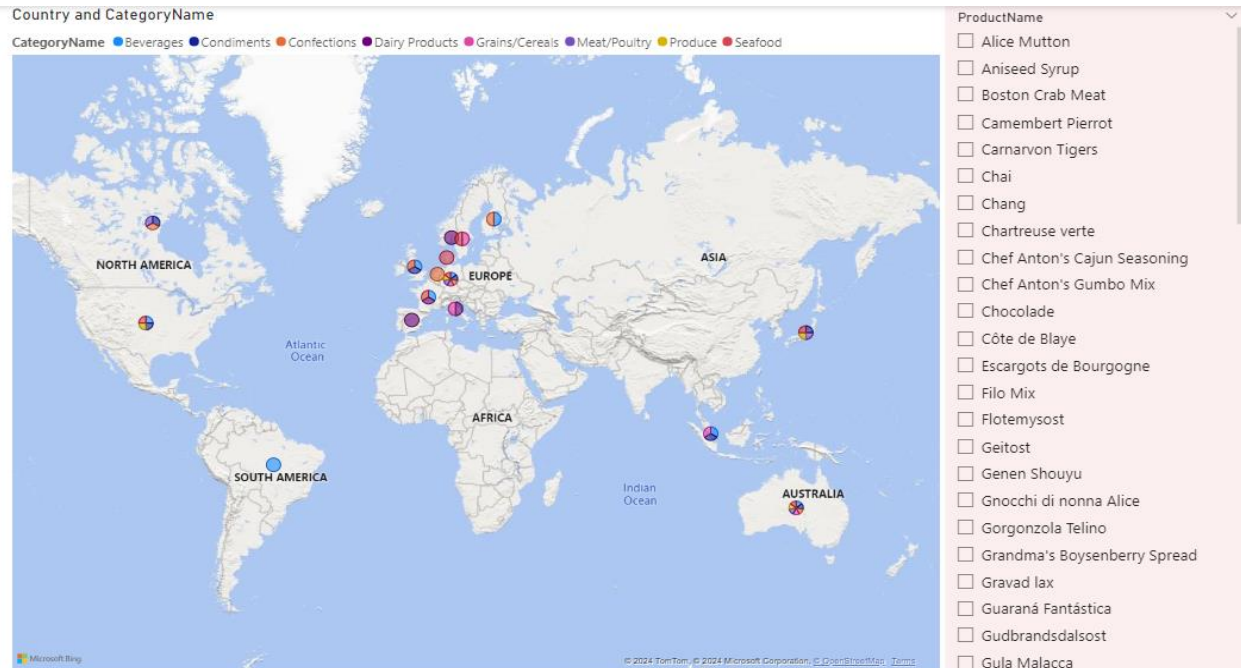 Country and CategoryName
CategoryName Beverages Condiments Confections Dairy Products Grains/Cereals Meat/Poultry Produce Seafood
NORTH AMERICA
EUROPE
ASIA
Atlantic
Ocean
AFRICA
SOUTH AMERICA
Indian
Ocean
AUSTRALIA
Microsoft Bing
© 2024 TomTom, © 2024 Microsoft Corporation, © OpenStreetMap Terms
ProductName
Alice Mutton
Aniseed Syrup
Boston Crab Meat
Camembert Pierrot
Carnarvon Tigers
Chai
Chang
Chartreuse verte
Chef Anton's Cajun Seasoning
Chef Anton's Gumbo Mix
Chocolade
Côte de Blaye
Escargots de Bourgogne
Filo Mix
Flotemysost
Geitost
Genen Shouyu
Gnocchi di nonna Alice
Gorgonzola Telino
Grandma's Boysenberry Spread
Gravad lax
Guaraná Fantástica
Gudbrandsdalsost
Gula Malacca